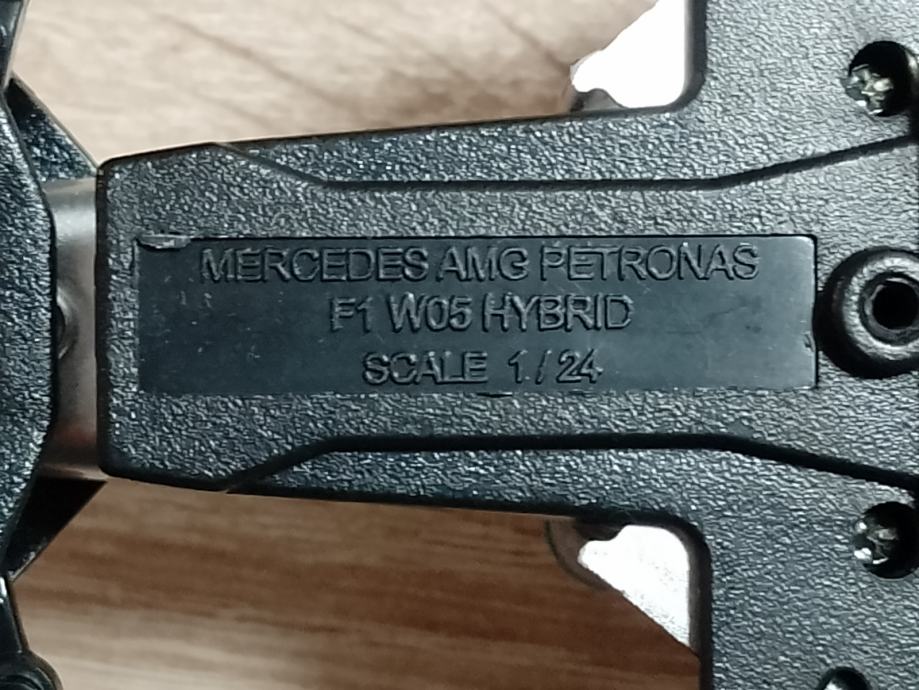 MERCEDES AMG PETRONAS
F1 W05 HYBRID
SCALE 1/24